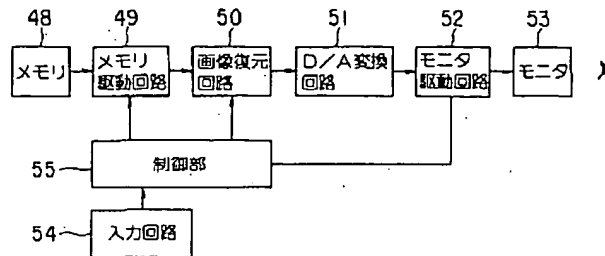 48 49 50 51 52 53
メモリ
メモリ
駆動回路
画像復元
回路
D/A変換
回路
モニタ
駆動回路
モニタ
55
制御部
54
入力回路